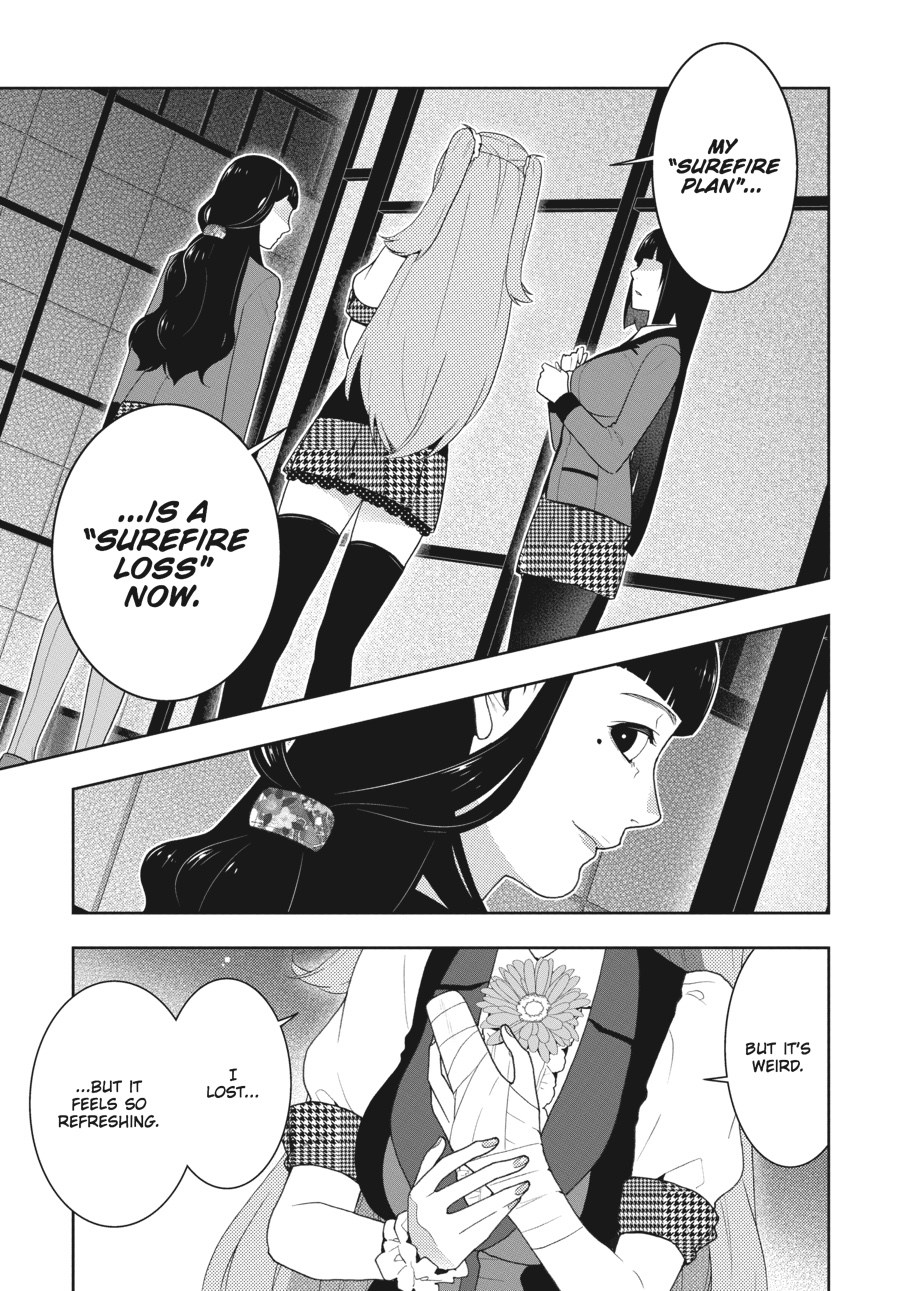 MY
"SUREFIRE
PLAN"...
...IS A
"SUREFIRE
LOSS"
NOW.
BUT IT'S
WEIRD.
I
LOST...
...BUT IT
FEELS SO
REFRESHING.